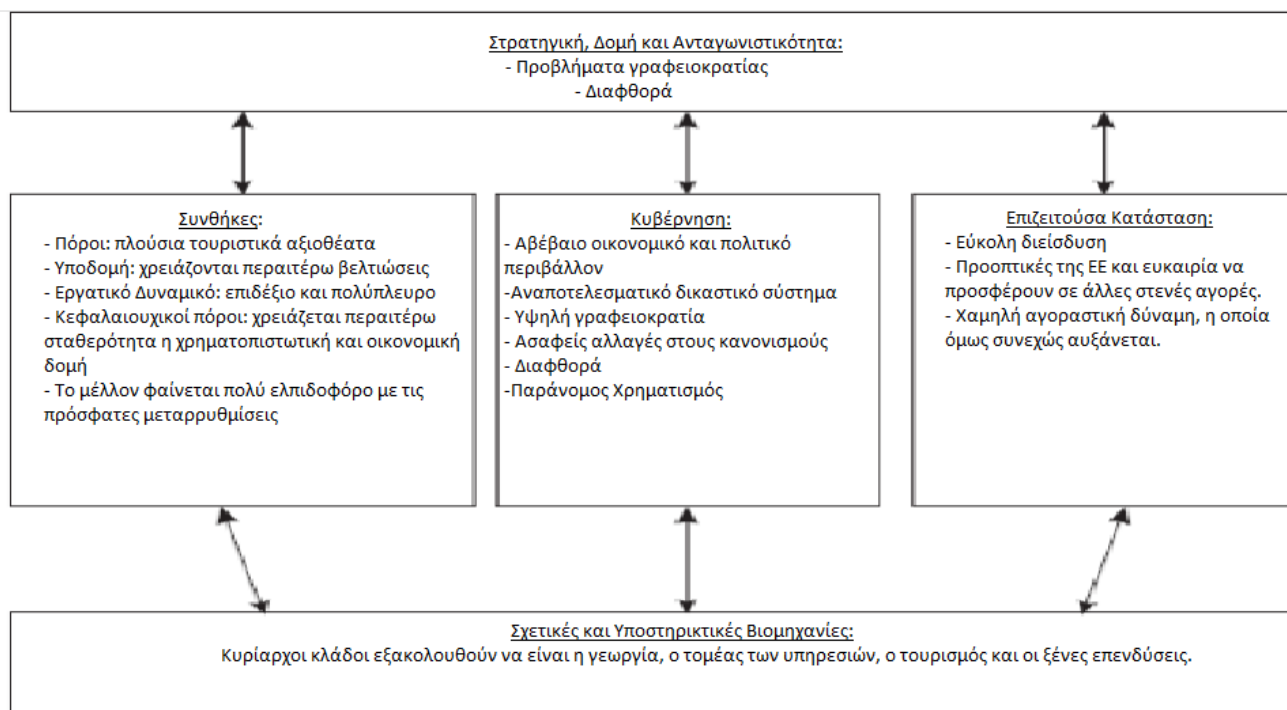 Στρατηγική, Δομή και Ανταγωνιστικότητα:
- Προβλήματα γραφειοκρατίας
- Διαφθορά
Συνθήκες:
- Πόροι: πλούσια τουριστικά αξιοθέατα
- Υποδομή: χρειάζονται περαιτέρω βελτιώσεις
- Εργατικό Δυναμικό: επιδέξιο και πολύπλευρο
- Κεφαλαιουχικοί πόροι: χρειάζεται περαιτέρω
σταθερότητα η χρηματοπιστωτική και οικονομική
δομή
- Το μέλλον φαίνεται πολύ ελπιδοφόρο με τις
πρόσφατες μεταρρυθμίσεις
Κυβέρνηση:
- Αβέβαιο οικονομικό και πολιτικό
περιβάλλον
-Αναποτελεσματικό δικαστικό σύστημα
- Υψηλή γραφειοκρατία
- Ασαφείς αλλαγές στους κανονισμούς
- Διαφθορά
-Παράνομος Χρηματισμός
Επιζειτούσα Κατάσταση:
- Εύκολη διείσδυση
- Προοπτικές της ΕΕ και ευκαιρία να
προσφέρουν σε άλλες στενές αγορές.
- Χαμηλή αγοραστική δύναμη, η οποία
όμως συνεχώς αυξάνεται.
Σχετικές και Υποστηρικτικές Βιομηχανίες:
Κυρίαρχοι κλάδοι εξακολουθούν να είναι η γεωργία, ο τομέας των υπηρεσιών, ο τουρισμός και οι ξένες επενδύσεις.